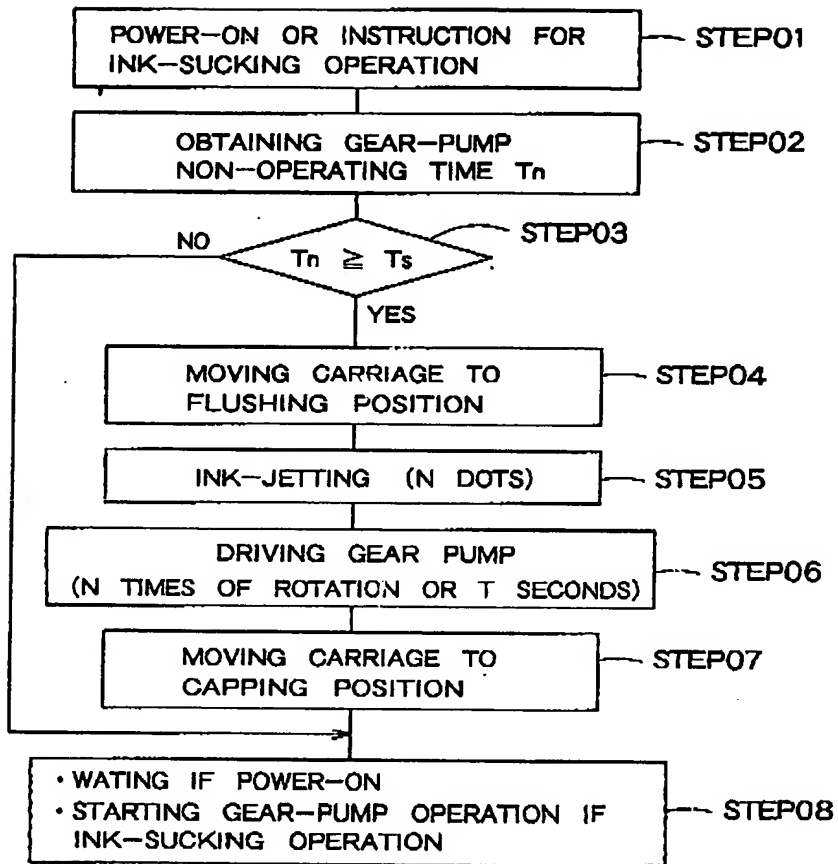 POWER-ON OR INSTRUCTION FOR
INK-SUCKING OPERATION
STEP01
OBTAINING GEAR-PUMP
NON-OPERATING TIME Tn
STEP02
STEP03
NO
Tn ≧ Ts
YES
MOVING CARRIAGE TO
FLUSHING POSITION
STEP04
INK-JETTING (N DOTS)
STEP05
DRIVING GEAR PUMP
(N TIMES OF ROTATION OR T SECONDS)
STEP06
MOVING CARRIAGE TO
CAPPING POSITION
STEP07
・WATING IF POWER-ON
・STARTING GEAR-PUMP OPERATION IF
INK-SUCKING OPERATION
STEP08